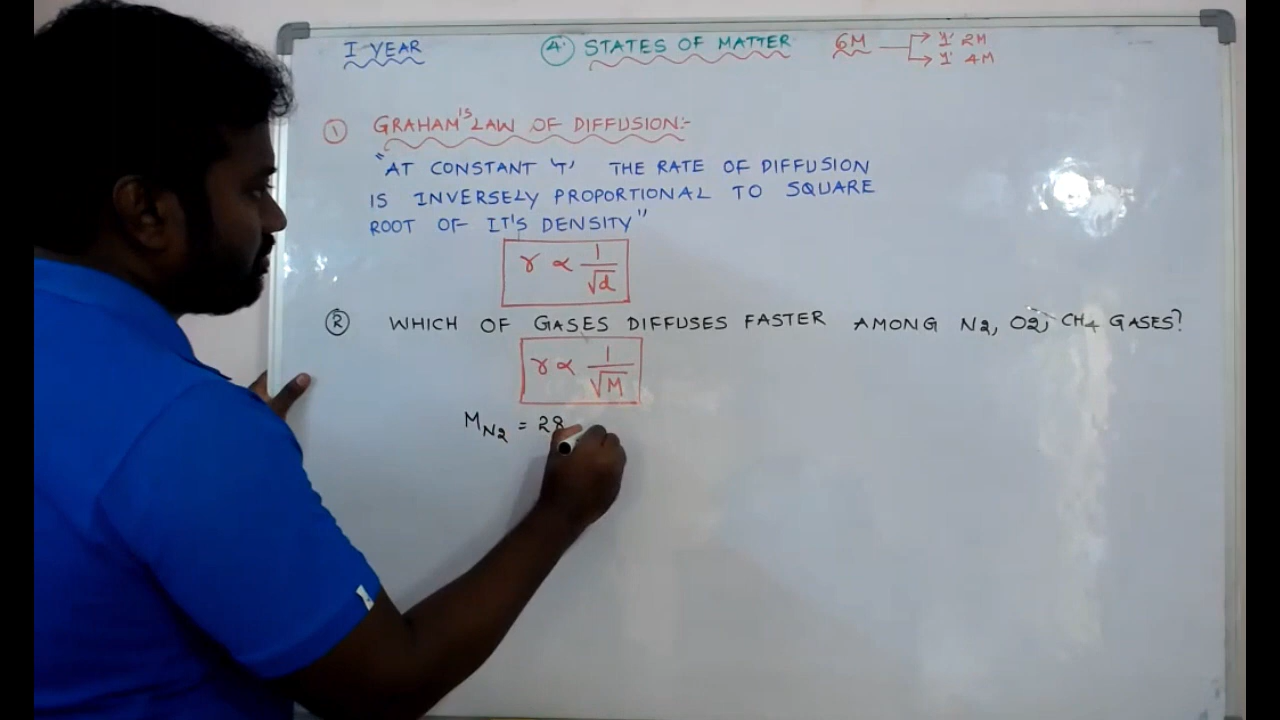 I YEAR
4. STATES OF MATTER
6M → 1' 2M
→ 1' 4M
1 GRAHAM'S LAW OF DIFFUSION:-
"AT CONSTANT 'T' THE RATE OF DIFFUSION
IS INVERSELY PROPORTIONAL TO SQUARE
ROOT OF IT'S DENSITY"
r ∝ 1/√d
2 WHICH OF GASES DIFFUSES FASTER AMONG N2, O2, CH4 GASES?
r ∝ 1/√M
M N2 = 28